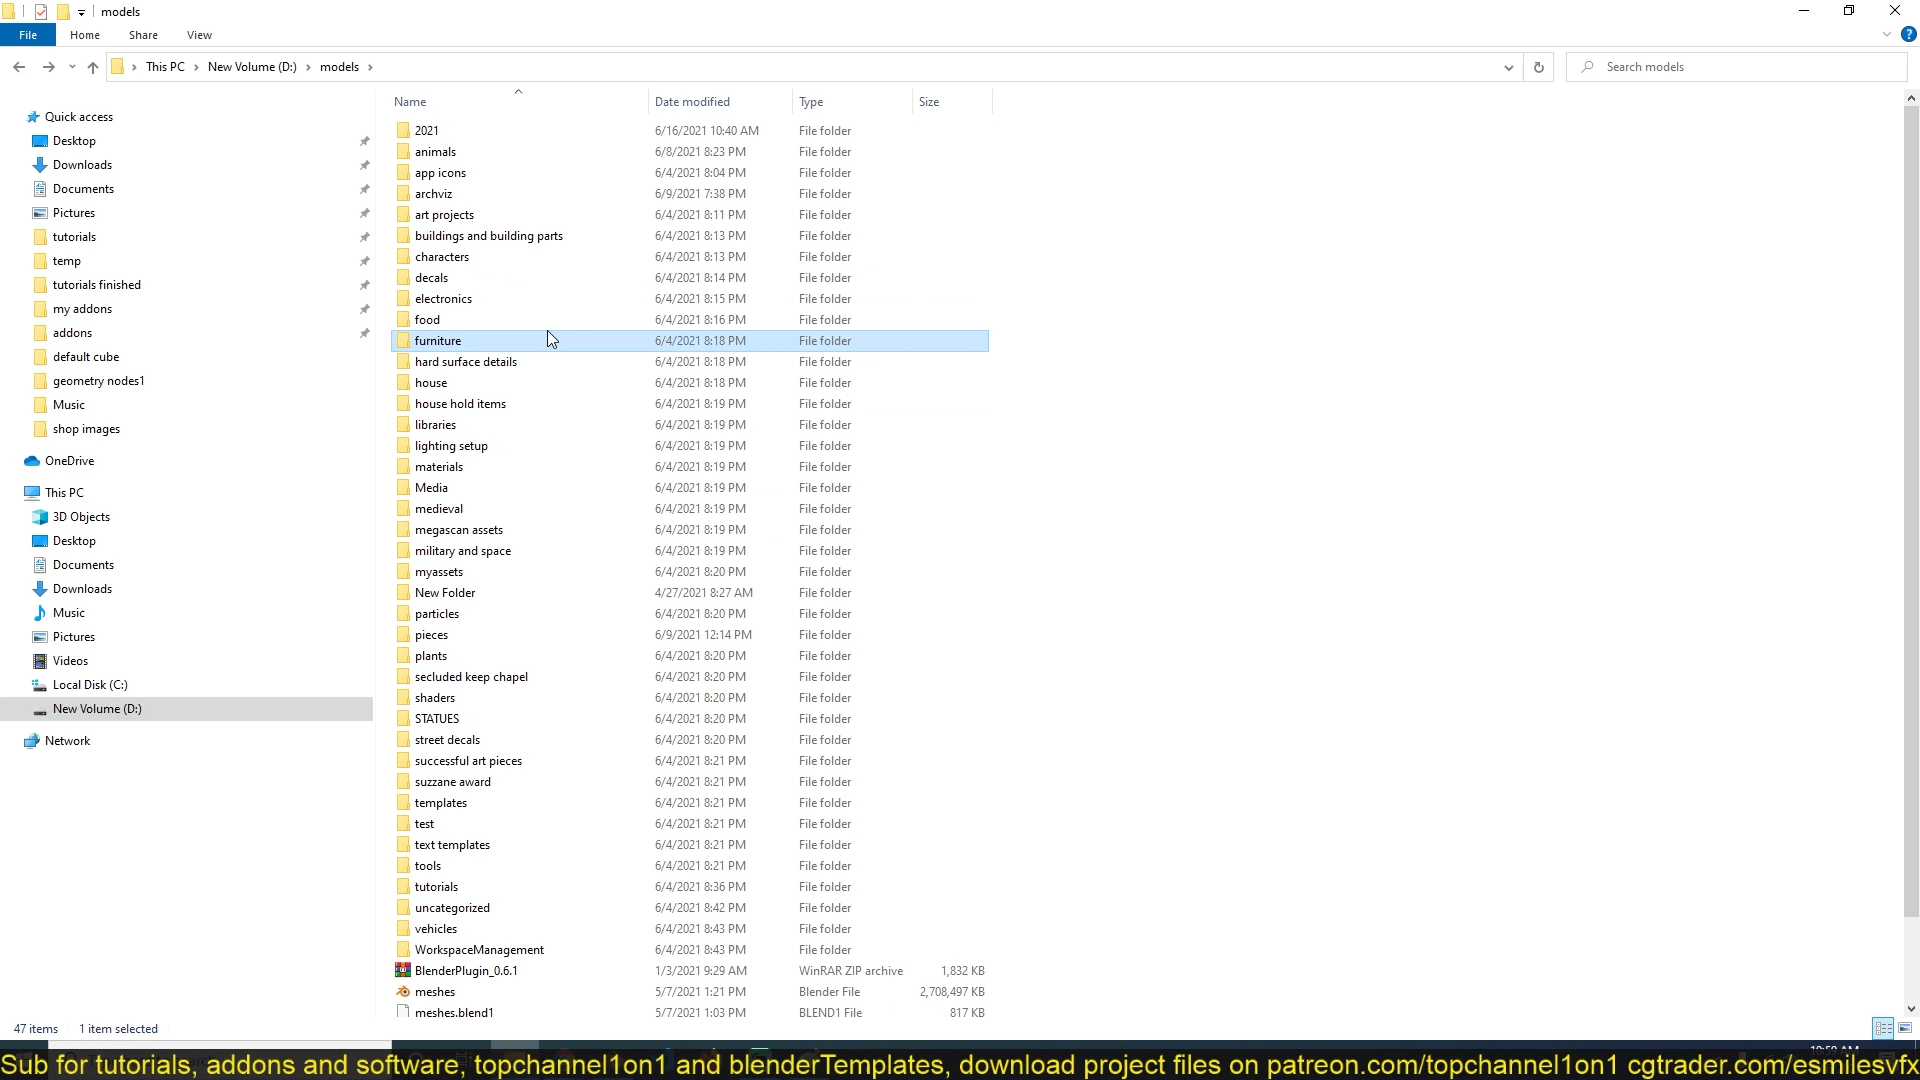 models
File Home Share View
This PC New Volume (D:) models Search models
Name Date modified Type Size
Quick access
Desktop
Downloads
Documents
Pictures
tutorials
temp
tutorials finished
my addons
addons
default cube
geometry nodes1
Music
shop images
OneDrive
This PC
3D Objects
Desktop
Documents
Downloads
Music
Pictures
Videos
Local Disk (C:)
New Volume (D:)
Network
2021 6/16/2021 10:40 AM File folder
animals 6/8/2021 8:23 PM File folder
app icons 6/4/2021 8:04 PM File folder
archviz 6/9/2021 7:38 PM File folder
art projects 6/4/2021 8:11 PM File folder
buildings and building parts 6/4/2021 8:13 PM File folder
characters 6/4/2021 8:13 PM File folder
decals 6/4/2021 8:14 PM File folder
electronics 6/4/2021 8:15 PM File folder
food 6/4/2021 8:16 PM File folder
furniture 6/4/2021 8:18 PM File folder
hard surface details 6/4/2021 8:18 PM File folder
house 6/4/2021 8:18 PM File folder
house hold items 6/4/2021 8:19 PM File folder
libraries 6/4/2021 8:19 PM File folder
lighting setup 6/4/2021 8:19 PM File folder
materials 6/4/2021 8:19 PM File folder
Media 6/4/2021 8:19 PM File folder
medieval 6/4/2021 8:19 PM File folder
megascan assets 6/4/2021 8:19 PM File folder
military and space 6/4/2021 8:19 PM File folder
myassets 6/4/2021 8:20 PM File folder
New Folder 4/27/2021 8:27 AM File folder
particles 6/4/2021 8:20 PM File folder
pieces 6/9/2021 12:14 PM File folder
plants 6/4/2021 8:20 PM File folder
secluded keep chapel 6/4/2021 8:20 PM File folder
shaders 6/4/2021 8:20 PM File folder
STATUES 6/4/2021 8:20 PM File folder
street decals 6/4/2021 8:20 PM File folder
successful art pieces 6/4/2021 8:21 PM File folder
suzzane award 6/4/2021 8:21 PM File folder
templates 6/4/2021 8:21 PM File folder
test 6/4/2021 8:21 PM File folder
text templates 6/4/2021 8:21 PM File folder
tools 6/4/2021 8:21 PM File folder
tutorials 6/4/2021 8:36 PM File folder
uncategorized 6/4/2021 8:42 PM File folder
vehicles 6/4/2021 8:43 PM File folder
WorkspaceManagement 6/4/2021 8:43 PM File folder
BlenderPlugin_0.6.1 1/3/2021 9:29 AM WinRAR ZIP archive 1,832 KB
meshes 5/7/2021 1:21 PM Blender File 2,708,497 KB
meshes.blend1 5/7/2021 1:03 PM BLEND1 File 817 KB
47 items 1 item selected
10:59 AM
Sub for tutorials, addons and software, topchannel1on1 and blenderTemplates, download project files on patreon.com/topchannel1on1 cgtrader.com/esmilesvfx